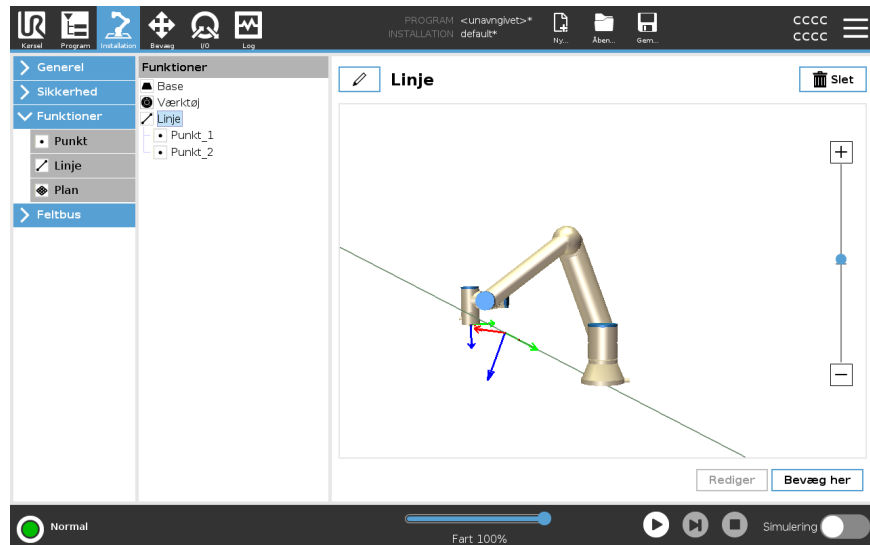 PROGRAM <unavngivet>*
INSTALLATION default*
Ny... Åben... Gem...
CCCC
CCCC
Kørsel Program Installation Bevæg I/O Log
Generel
Sikkerhed
Funktioner
Punkt
Linje
Plan
Feltbus
Funktioner
Base
Værktøj
Linje
Punkt_1
Punkt_2
Linje
Slet
Rediger
Bevæg her
Normal
Fart 100%
Simulering